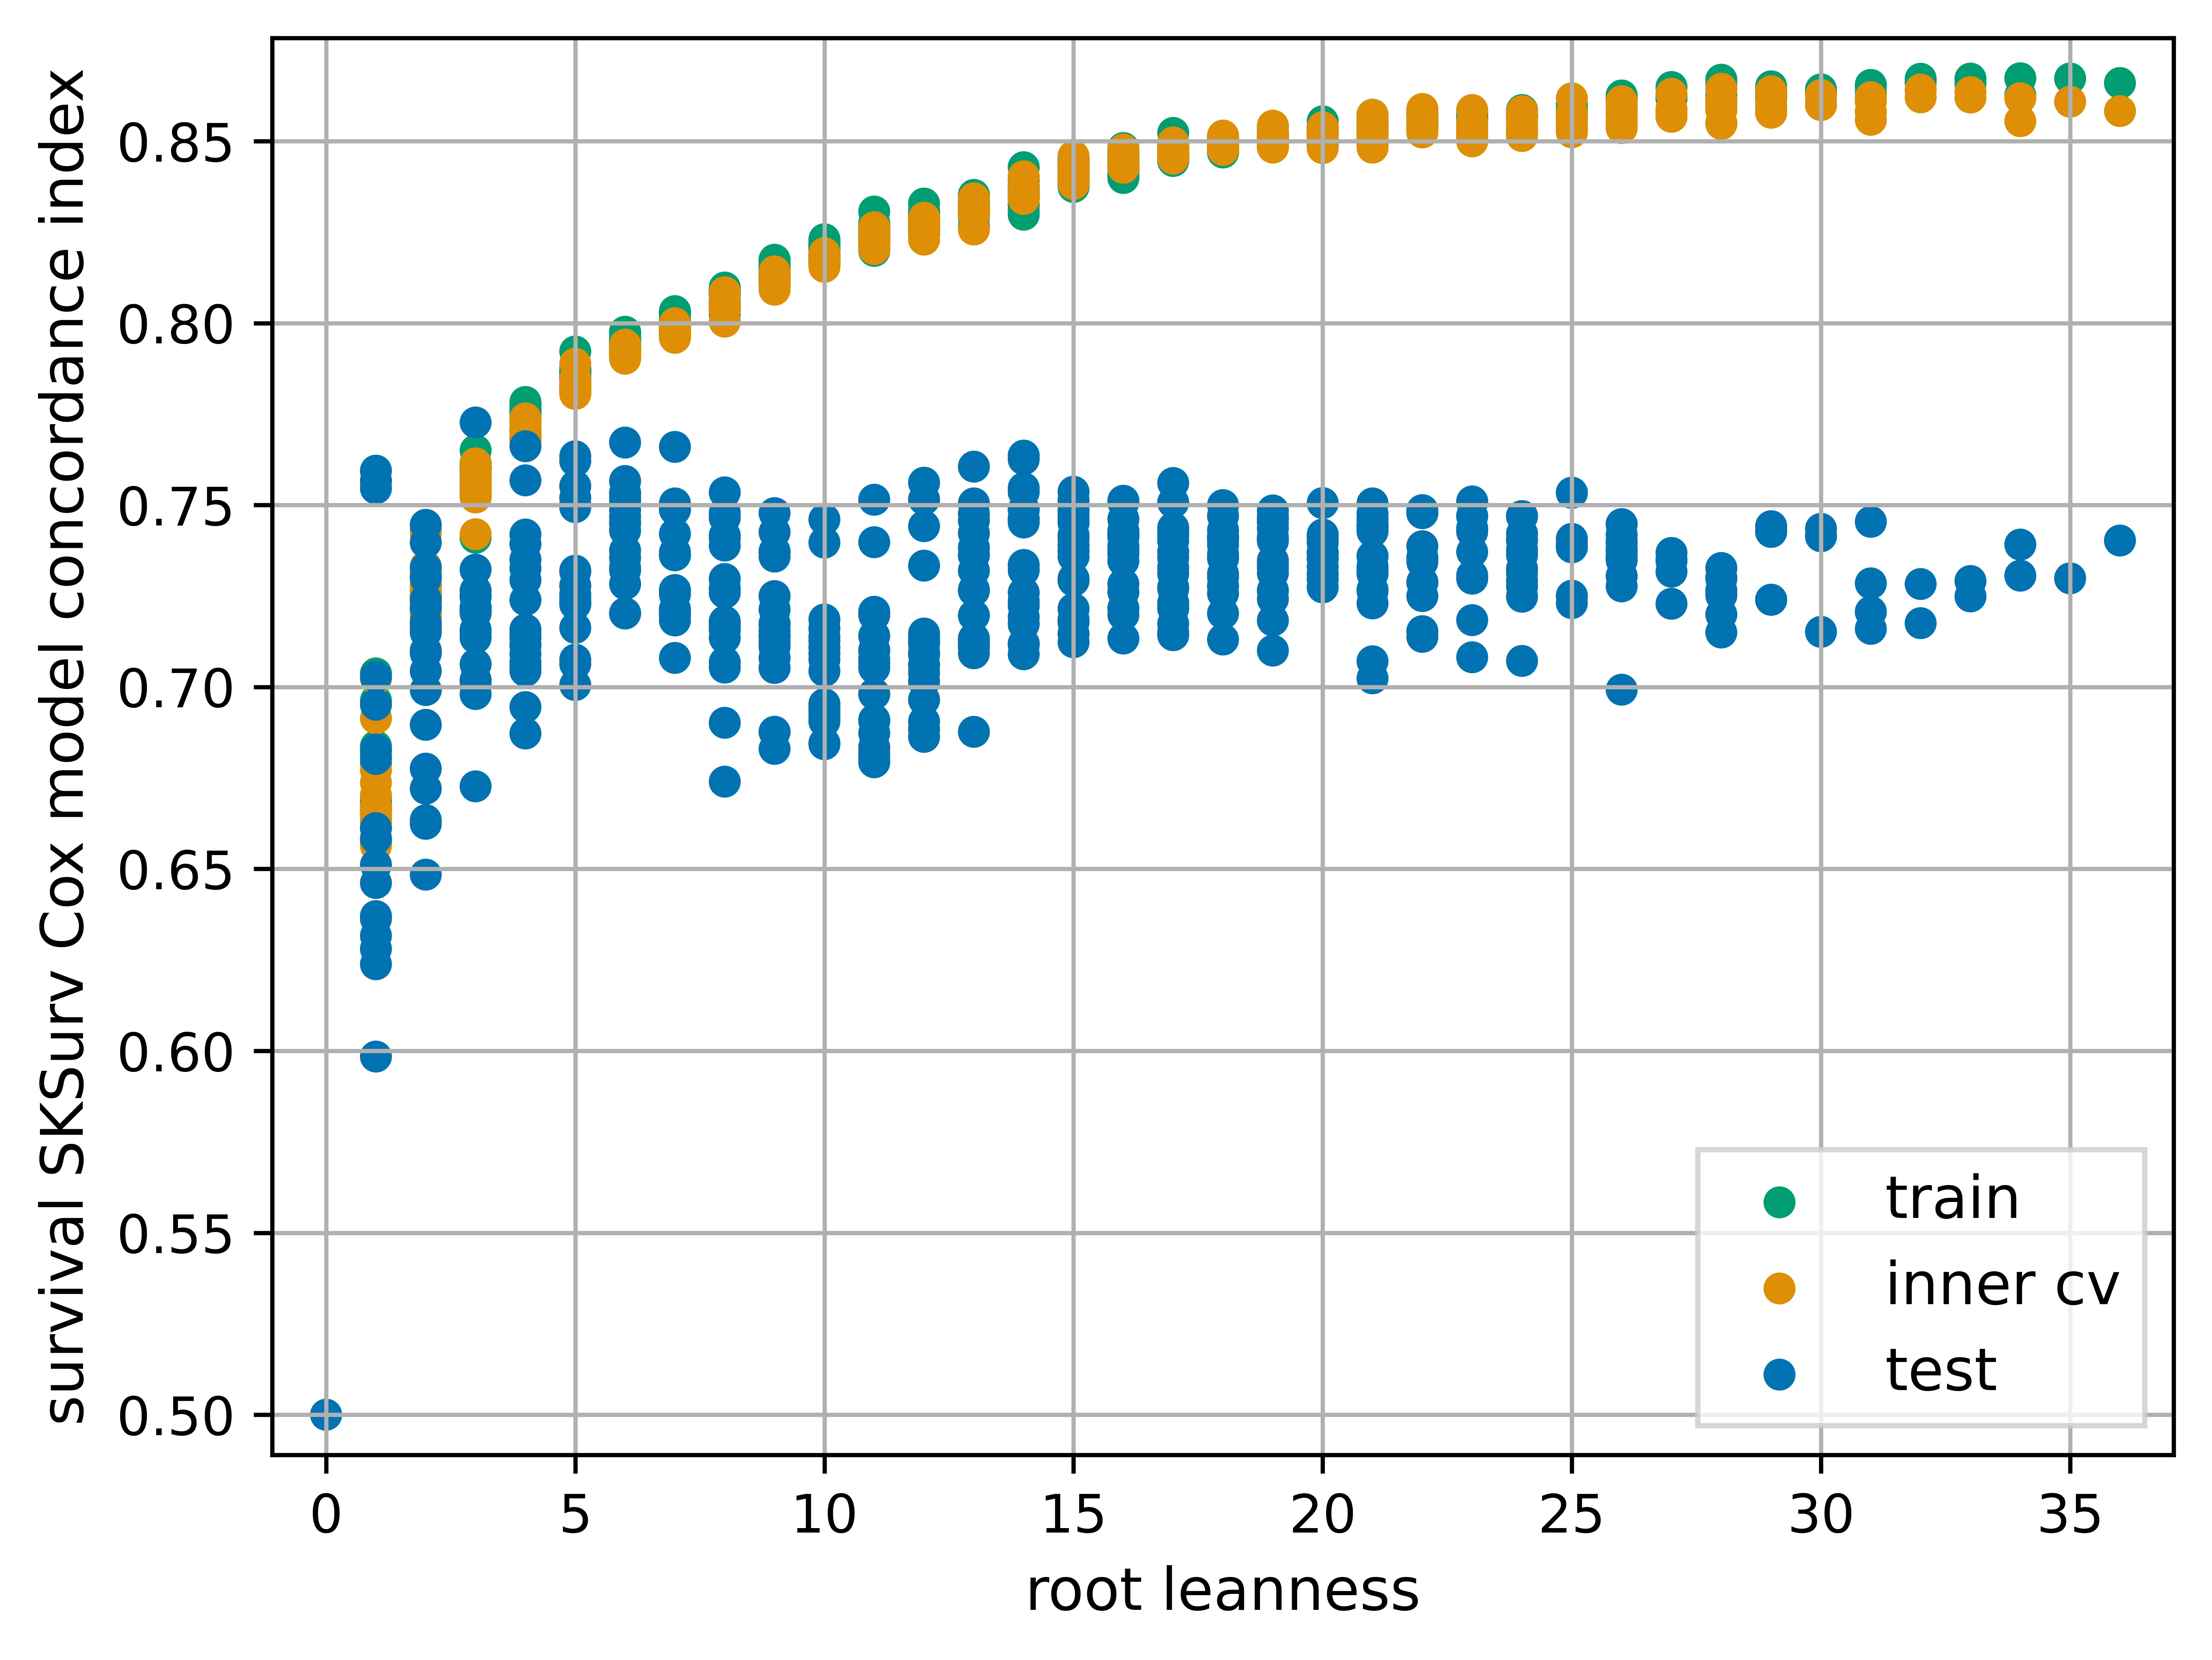 survival SKSurv Cox model concordance index
0.85
0.80
0.75
0.70
0.65
0.60
0.55
0.50
0 5 10 15 20 25 30 35
root leanness
train
inner cv
test